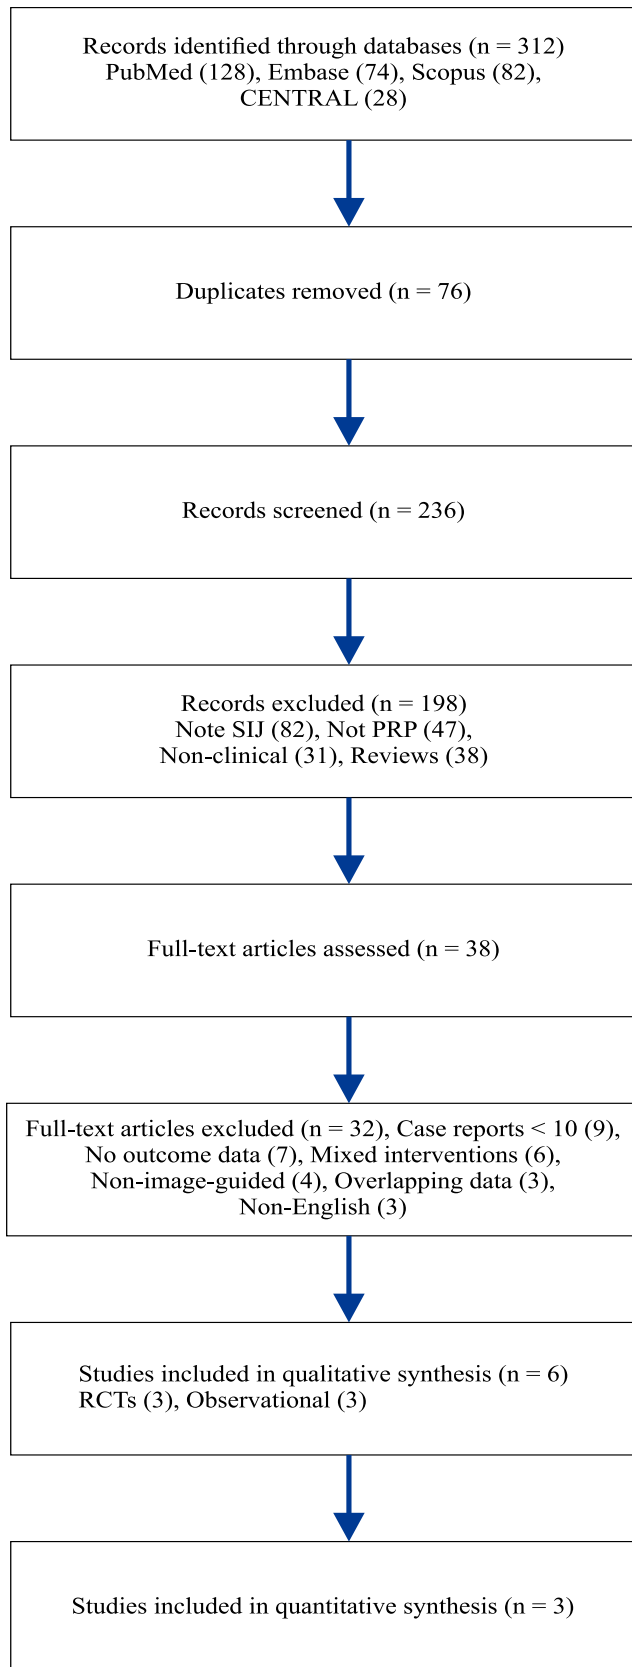 Records identified through databases (n = 312)
PubMed (128), Embase (74), Scopus (82),
CENTRAL (28)
Duplicates removed (n = 76)
Records screened (n = 236)
Records excluded (n = 198)
Note SIJ (82), Not PRP (47),
Non-clinical (31), Reviews (38)
Full-text articles assessed (n = 38)
Full-text articles excluded (n = 32), Case reports < 10 (9),
No outcome data (7), Mixed interventions (6),
Non-image-guided (4), Overlapping data (3),
Non-English (3)
Studies included in qualitative synthesis (n = 6)
RCTs (3), Observational (3)
Studies included in quantitative synthesis (n = 3)